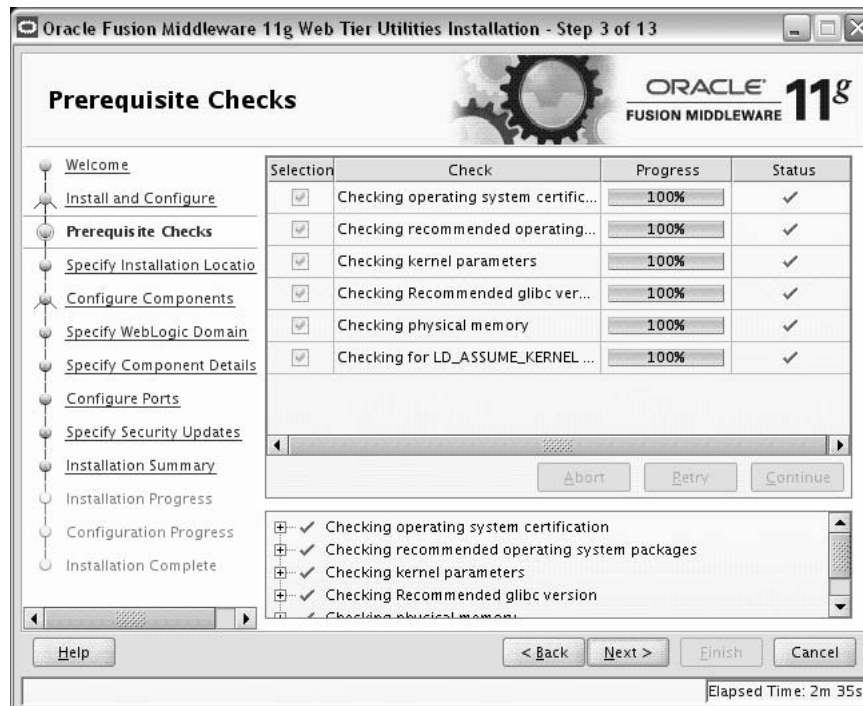 Oracle Fusion Middleware 11g Web Tier Utilities Installation - Step 3 of 13
Prerequisite Checks
ORACLE
FUSION MIDDLEWARE
11g
Welcome
Install and Configure
Prerequisite Checks
Specify Installation Locatio
Configure Components
Specify WebLogic Domain
Specify Component Details
Configure Ports
Specify Security Updates
Installation Summary
Installation Progress
Configuration Progress
Installation Complete
Selection Check Progress Status
Checking operating system certific... 100%
Checking recommended operating... 100%
Checking kernel parameters 100%
Checking Recommended glibc ver... 100%
Checking physical memory 100%
Checking for LD_ASSUME_KERNEL ... 100%
Abort Retry Continue
Checking operating system certification
Checking recommended operating system packages
Checking kernel parameters
Checking Recommended glibc version
Checking physical memory
Help < Back Next > Finish Cancel
Elapsed Time: 2m 35s